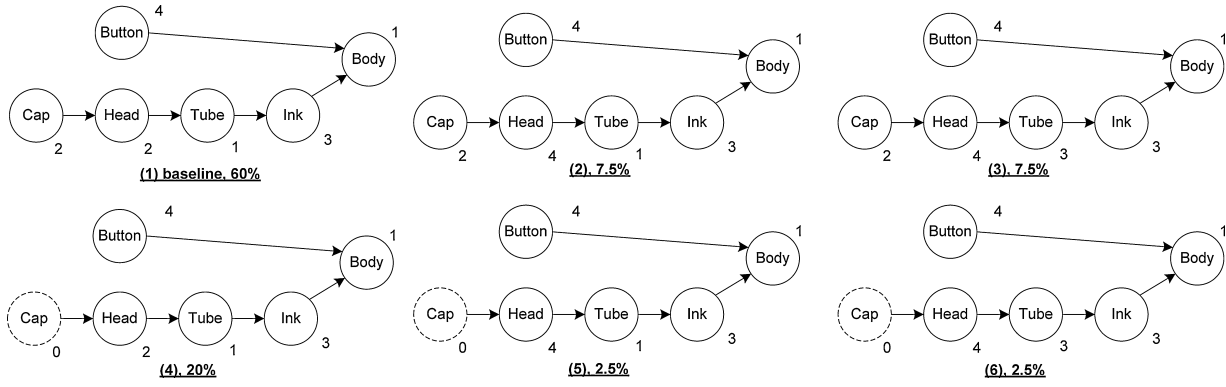 4
Button
1
Body
Cap
Head
Tube
Ink
2
2
1
3
(1) baseline, 60%
4
Button
1
Body
Cap
Head
Tube
Ink
2
4
1
3
(2), 7.5%
4
Button
1
Body
Cap
Head
Tube
Ink
2
4
3
3
(3), 7.5%
4
Button
1
Body
Cap
Head
Tube
Ink
0
2
1
3
(4), 20%
4
Button
1
Body
Cap
Head
Tube
Ink
0
4
1
3
(5), 2.5%
4
Button
1
Body
Cap
Head
Tube
Ink
0
4
3
3
(6), 2.5%